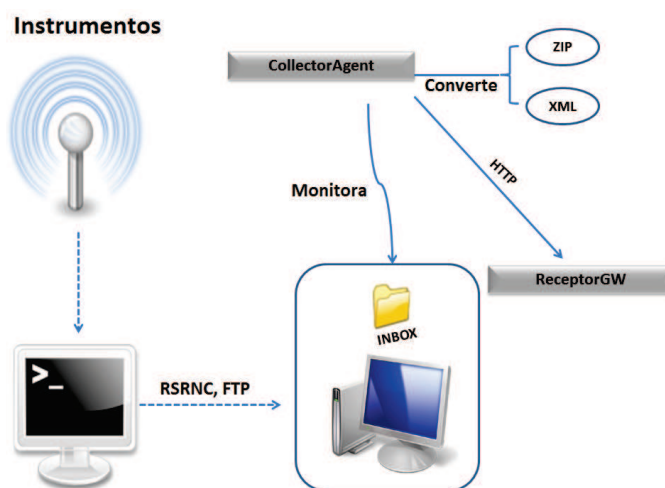 Instrumentos
CollectorAgent
Converte
ZIP
XML
HTTP
Monitora
ReceptorGW
INBOX
>_
RSRNC, FTP